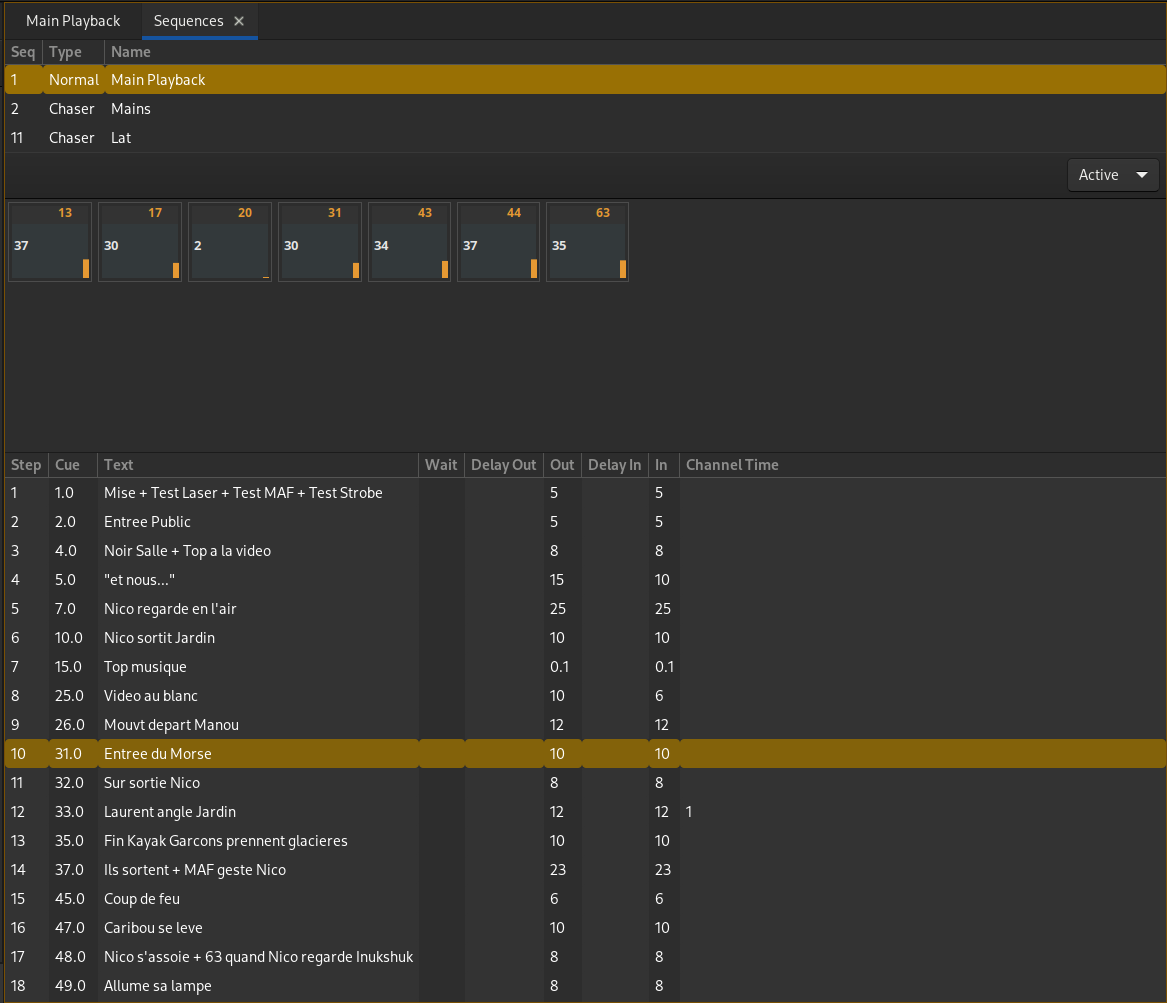 Main Playback Sequences ×
Seq Type Name
1 Normal Main Playback
2 Chaser Mains
11 Chaser Lat
Active
13 17 20 31 43 44 63
37 30 2 30 34 37 35
Step Cue Text Wait Delay Out Out Delay In In Channel Time
1 1.0 Mise + Test Laser + Test MAF + Test Strobe 5 5
2 2.0 Entree Public 5 5
3 4.0 Noir Salle + Top a la video 8 8
4 5.0 "et nous..." 15 10
5 7.0 Nico regarde en l'air 25 25
6 10.0 Nico sortit Jardin 10 10
7 15.0 Top musique 0.1 0.1
8 25.0 Video au blanc 10 6
9 26.0 Mouvt depart Manou 12 12
10 31.0 Entree du Morse 10 10
11 32.0 Sur sortie Nico 8 8
12 33.0 Laurent angle Jardin 12 12 1
13 35.0 Fin Kayak Garcons prennent glacieres 10 10
14 37.0 Ils sortent + MAF geste Nico 23 23
15 45.0 Coup de feu 6 6
16 47.0 Caribou se leve 10 10
17 48.0 Nico s'assoie + 63 quand Nico regarde Inukshuk 8 8
18 49.0 Allume sa lampe 8 8